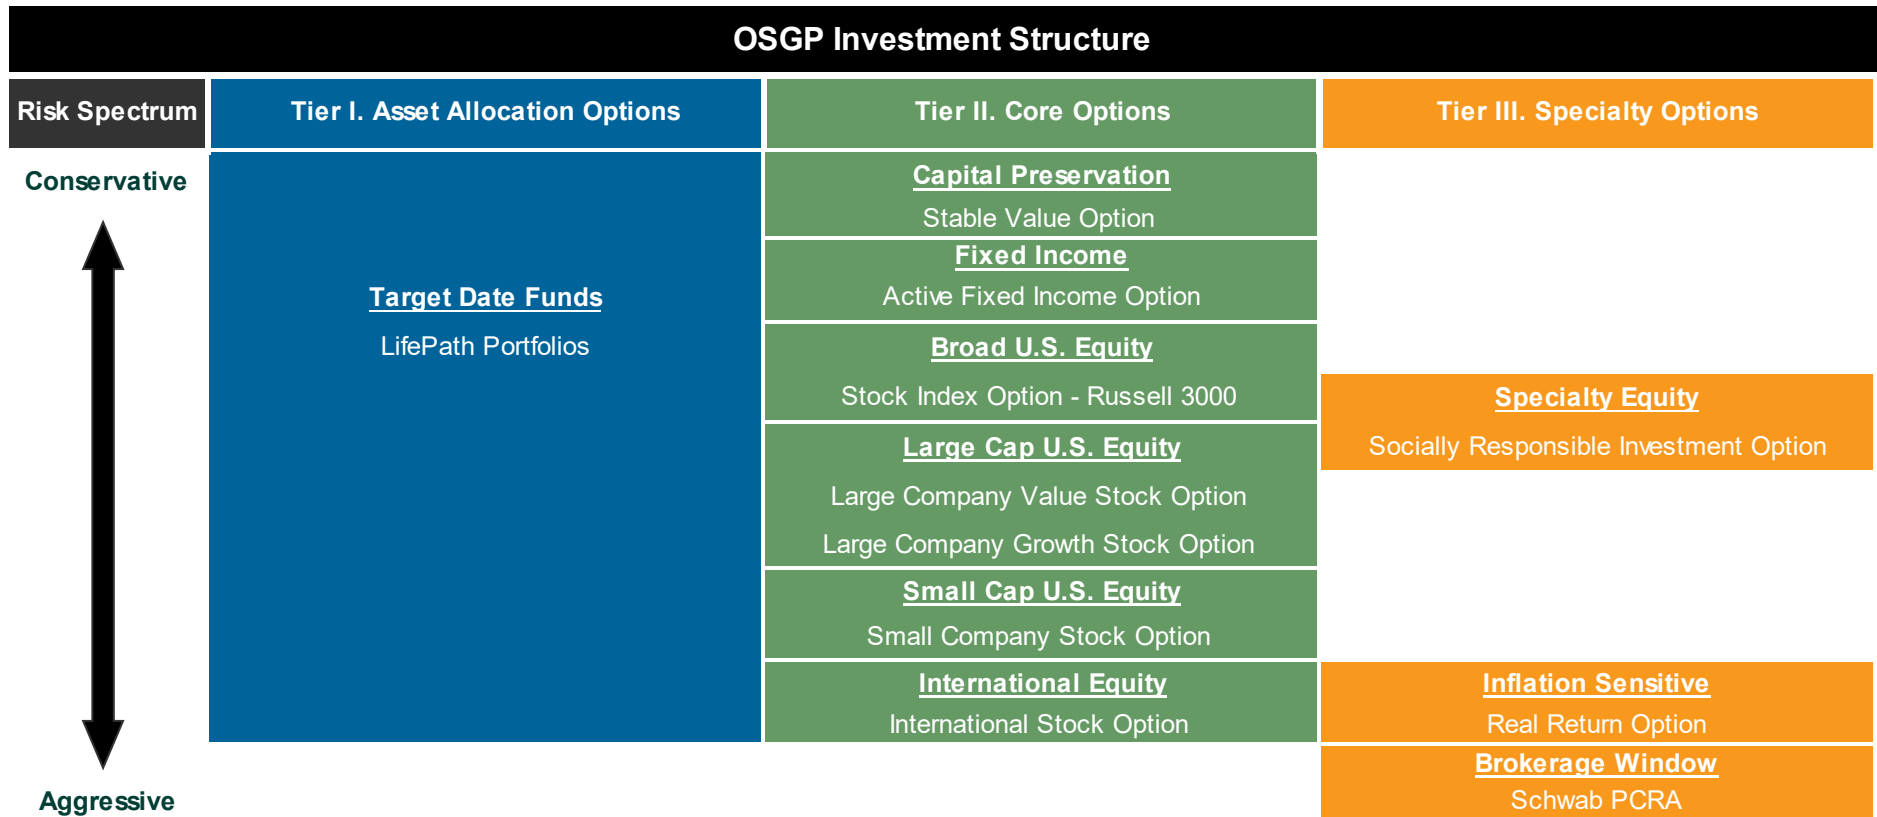 OSGP Investment Structure
Risk Spectrum
Tier I. Asset Allocation Options
Tier II. Core Options
Tier III. Specialty Options
Conservative
Aggressive
Target Date Funds
LifePath Portfolios
Capital Preservation
Stable Value Option
Fixed Income
Active Fixed Income Option
Broad U.S. Equity
Stock Index Option - Russell 3000
Large Cap U.S. Equity
Large Company Value Stock Option
Large Company Growth Stock Option
Small Cap U.S. Equity
Small Company Stock Option
International Equity
International Stock Option
Specialty Equity
Socially Responsible Investment Option
Inflation Sensitive
Real Return Option
Brokerage Window
Schwab PCRA